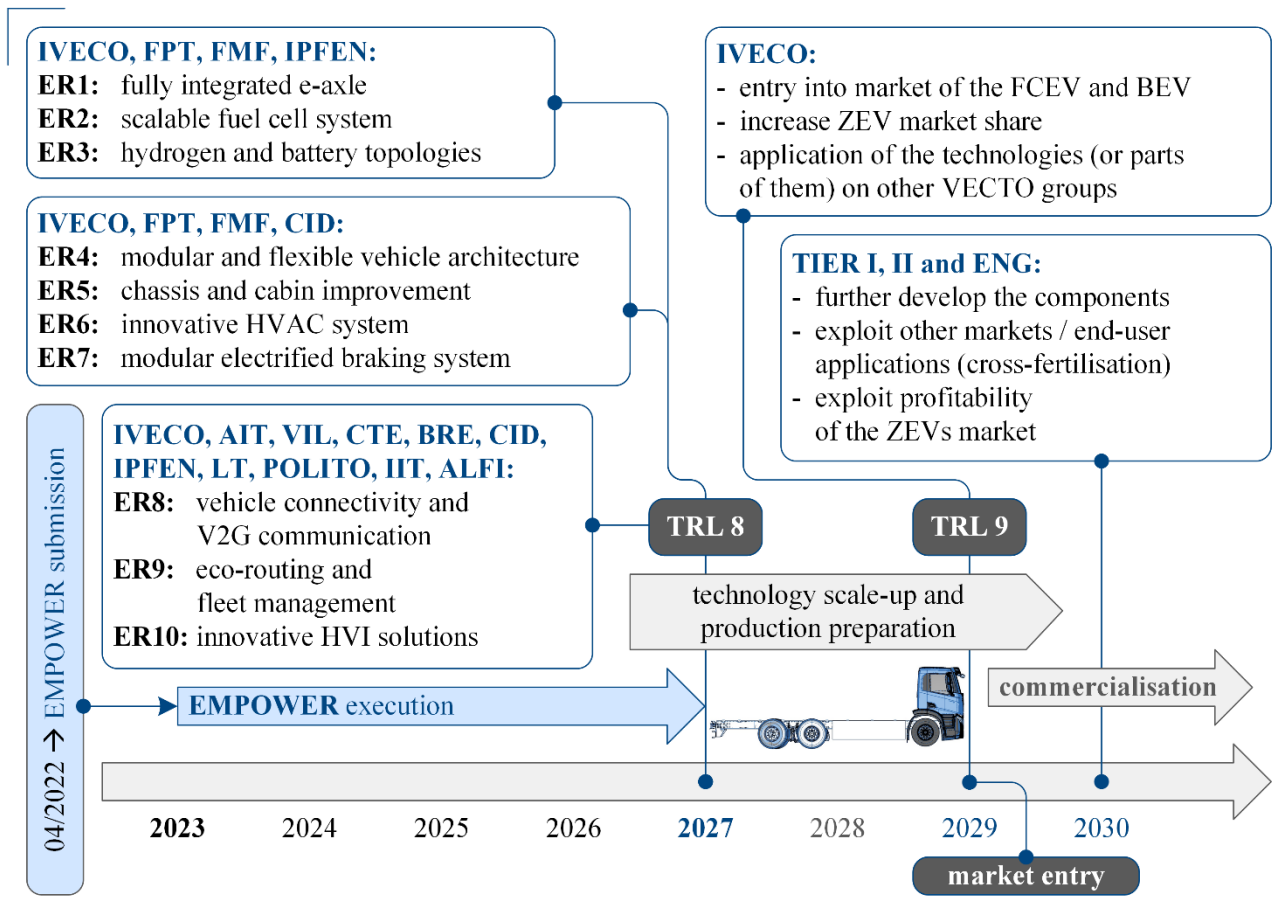 IVECO, FPT, FMF, IPFEN:
ER1: fully integrated e-axle
ER2: scalable fuel cell system
ER3: hydrogen and battery topologies
IVECO, FPT, FMF, CID:
ER4: modular and flexible vehicle architecture
ER5: chassis and cabin improvement
ER6: innovative HVAC system
ER7: modular electrified braking system
IVECO, AIT, VIL, CTE, BRE, CID,
IPFEN, LT, POLITO, IIT, ALFI:
ER8: vehicle connectivity and
V2G communication
ER9: eco-routing and
fleet management
ER10: innovative HVI solutions
IVECO:
- entry into market of the FCEV and BEV
- increase ZEV market share
- application of the technologies (or parts
of them) on other VECTO groups
TIER I, II and ENG:
- further develop the components
- exploit other markets / end-user
applications (cross-fertilisation)
- exploit profitability
of the ZEVs market
TRL 8
TRL 9
technology scale-up and
production preparation
commercialisation
04/2022 → EMPOWER submission
EMPOWER execution
2023 2024 2025 2026 2027 2028 2029 2030
market entry